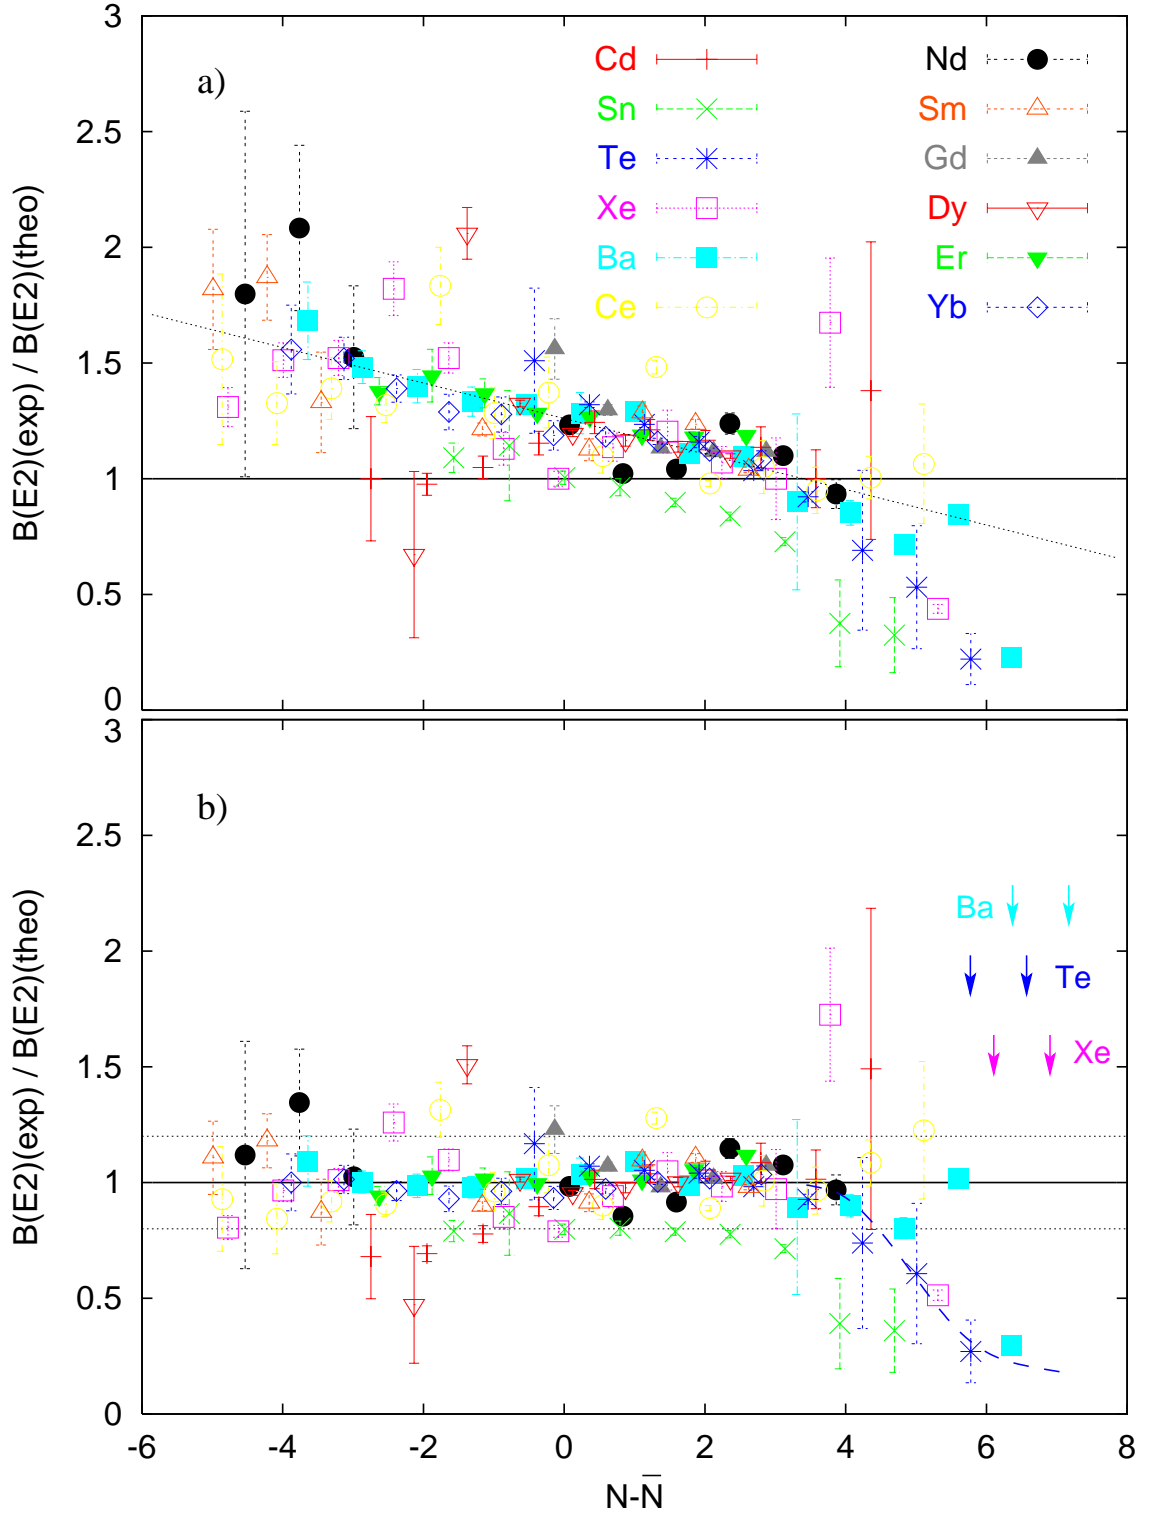 3
a)
Cd
Nd
2.5
Sn
Sm
Te
Gd
2
Xe
Dy
Ba
Er
Ce
Yb
1.5
1
0.5
0
B(E2)(exp) / B(E2)(theo)
3
b)
2.5
Ba
Te
2
Xe
1.5
1
0.5
0
B(E2)(exp) / B(E2)(theo)
-6 -4 -2 0 2 4 6 8
N-N̅